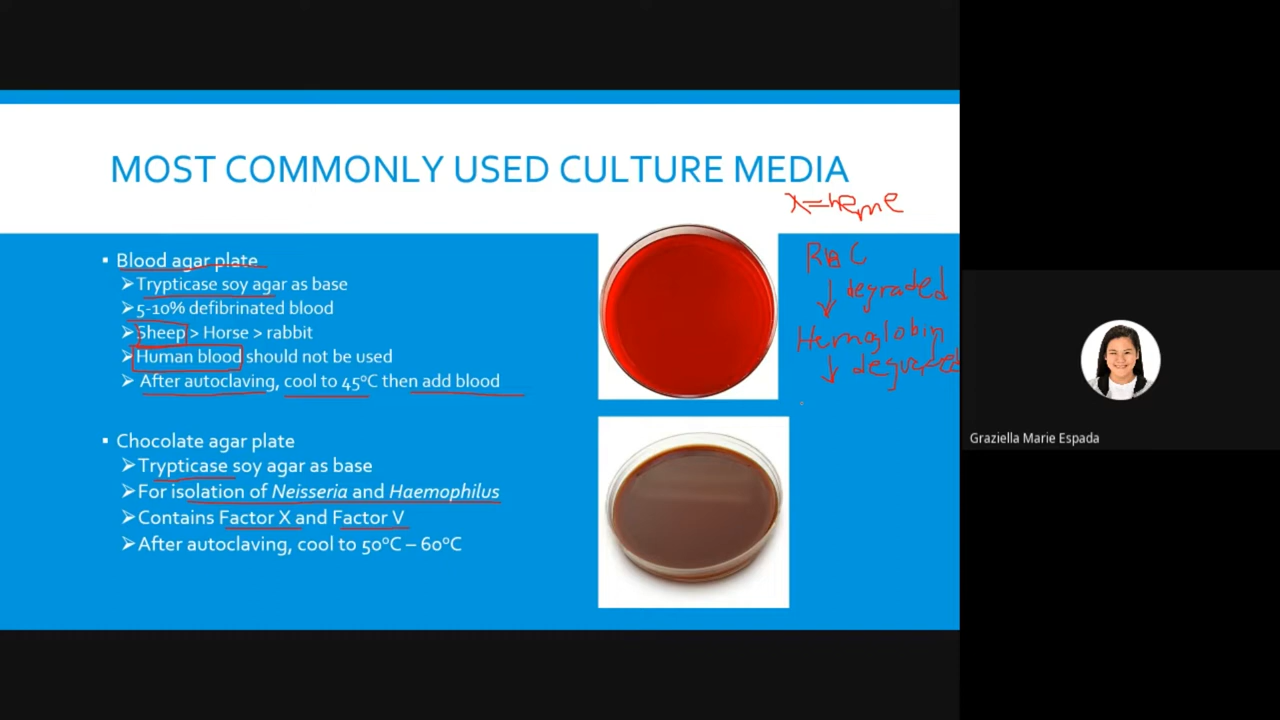 MOST COMMONLY USED CULTURE MEDIA
X=heme
▪ Blood agar plate
➢Trypticase soy agar as base
➢5-10% defibrinated blood
➢Sheep > Horse > rabbit
➢Human blood should not be used
➢After autoclaving, cool to 45⁰C then add blood
RBC
↓ degraded
Hemoglobin
↓ degraded
▪ Chocolate agar plate
➢Trypticase soy agar as base
➢For isolation of Neisseria and Haemophilus
➢Contains Factor X and Factor V
➢After autoclaving, cool to 50⁰C – 60⁰C
Graziella Marie Espada